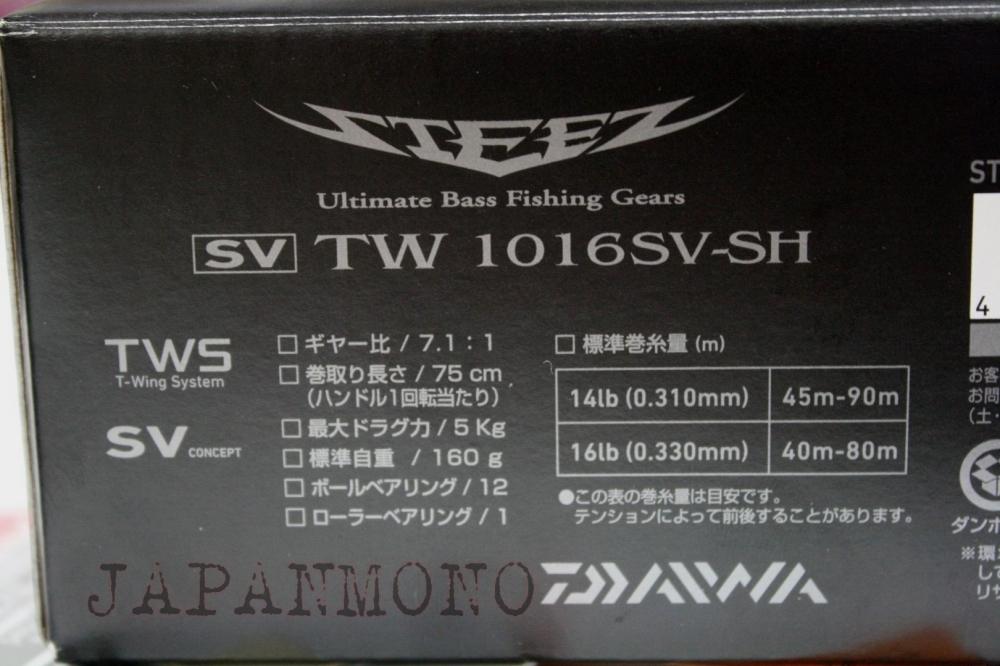 STEEZ
Ultimate Bass Fishing Gears
SV TW 1016SV-SH
TWS
T-Wing System
SV CONCEPT
□ ギヤー比 / 7.1 : 1
□ 巻取り長さ / 75 cm
(ハンドル1回転当たり)
□ 最大ドラグ力 / 5 Kg
□ 標準自重 / 160 g
□ ボールベアリング / 12
□ ローラーベアリング / 1
□ 標準巻糸量 (m)
14lb (0.310mm) 45m-90m
16lb (0.330mm) 40m-80m
●この表の巻糸量は目安です。
テンションによって前後することがあります。
JAPANMONO
DAIWA
ST
4
お客
お問
(土・
ダンボ
※環
して
リサ